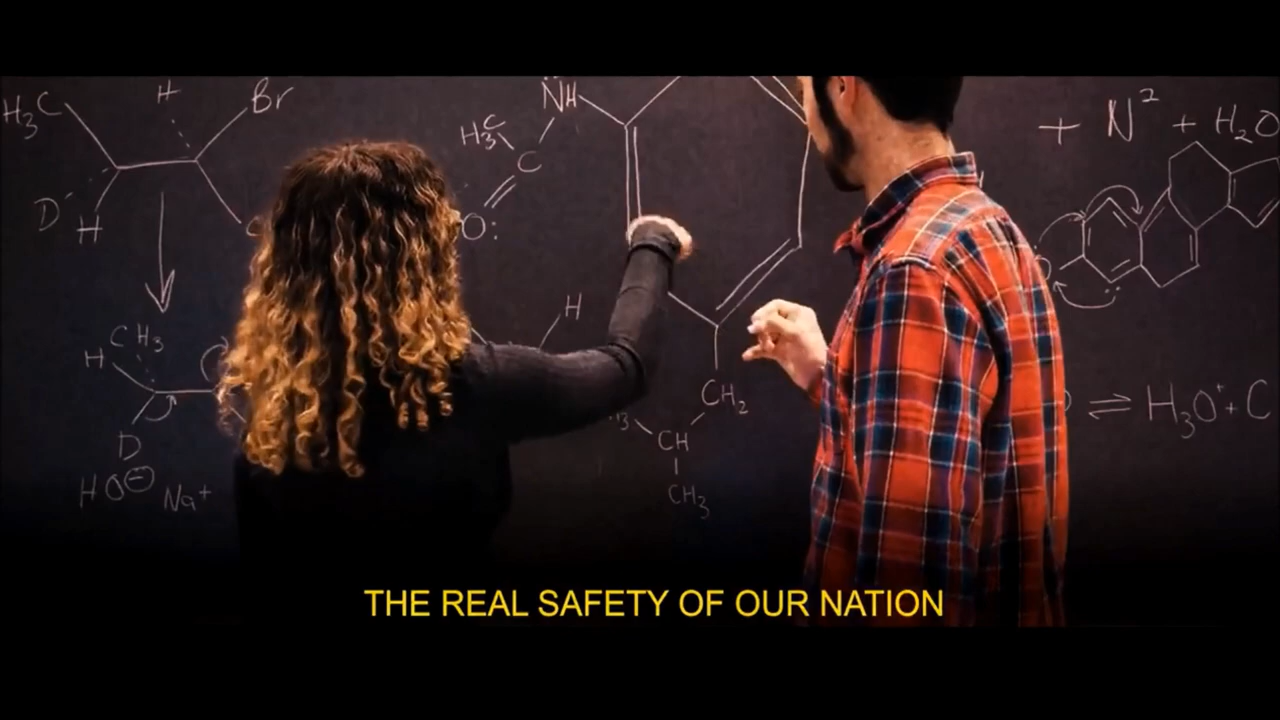 H₃C
H
Br
D
H
CH₃
H
D
HO⊖ Na⁺
NH
H₃C
C
O:
H
CH₂
CH
CH₃
+ N² + H₂O
⇌ H₃O⁺ + C
THE REAL SAFETY OF OUR NATION